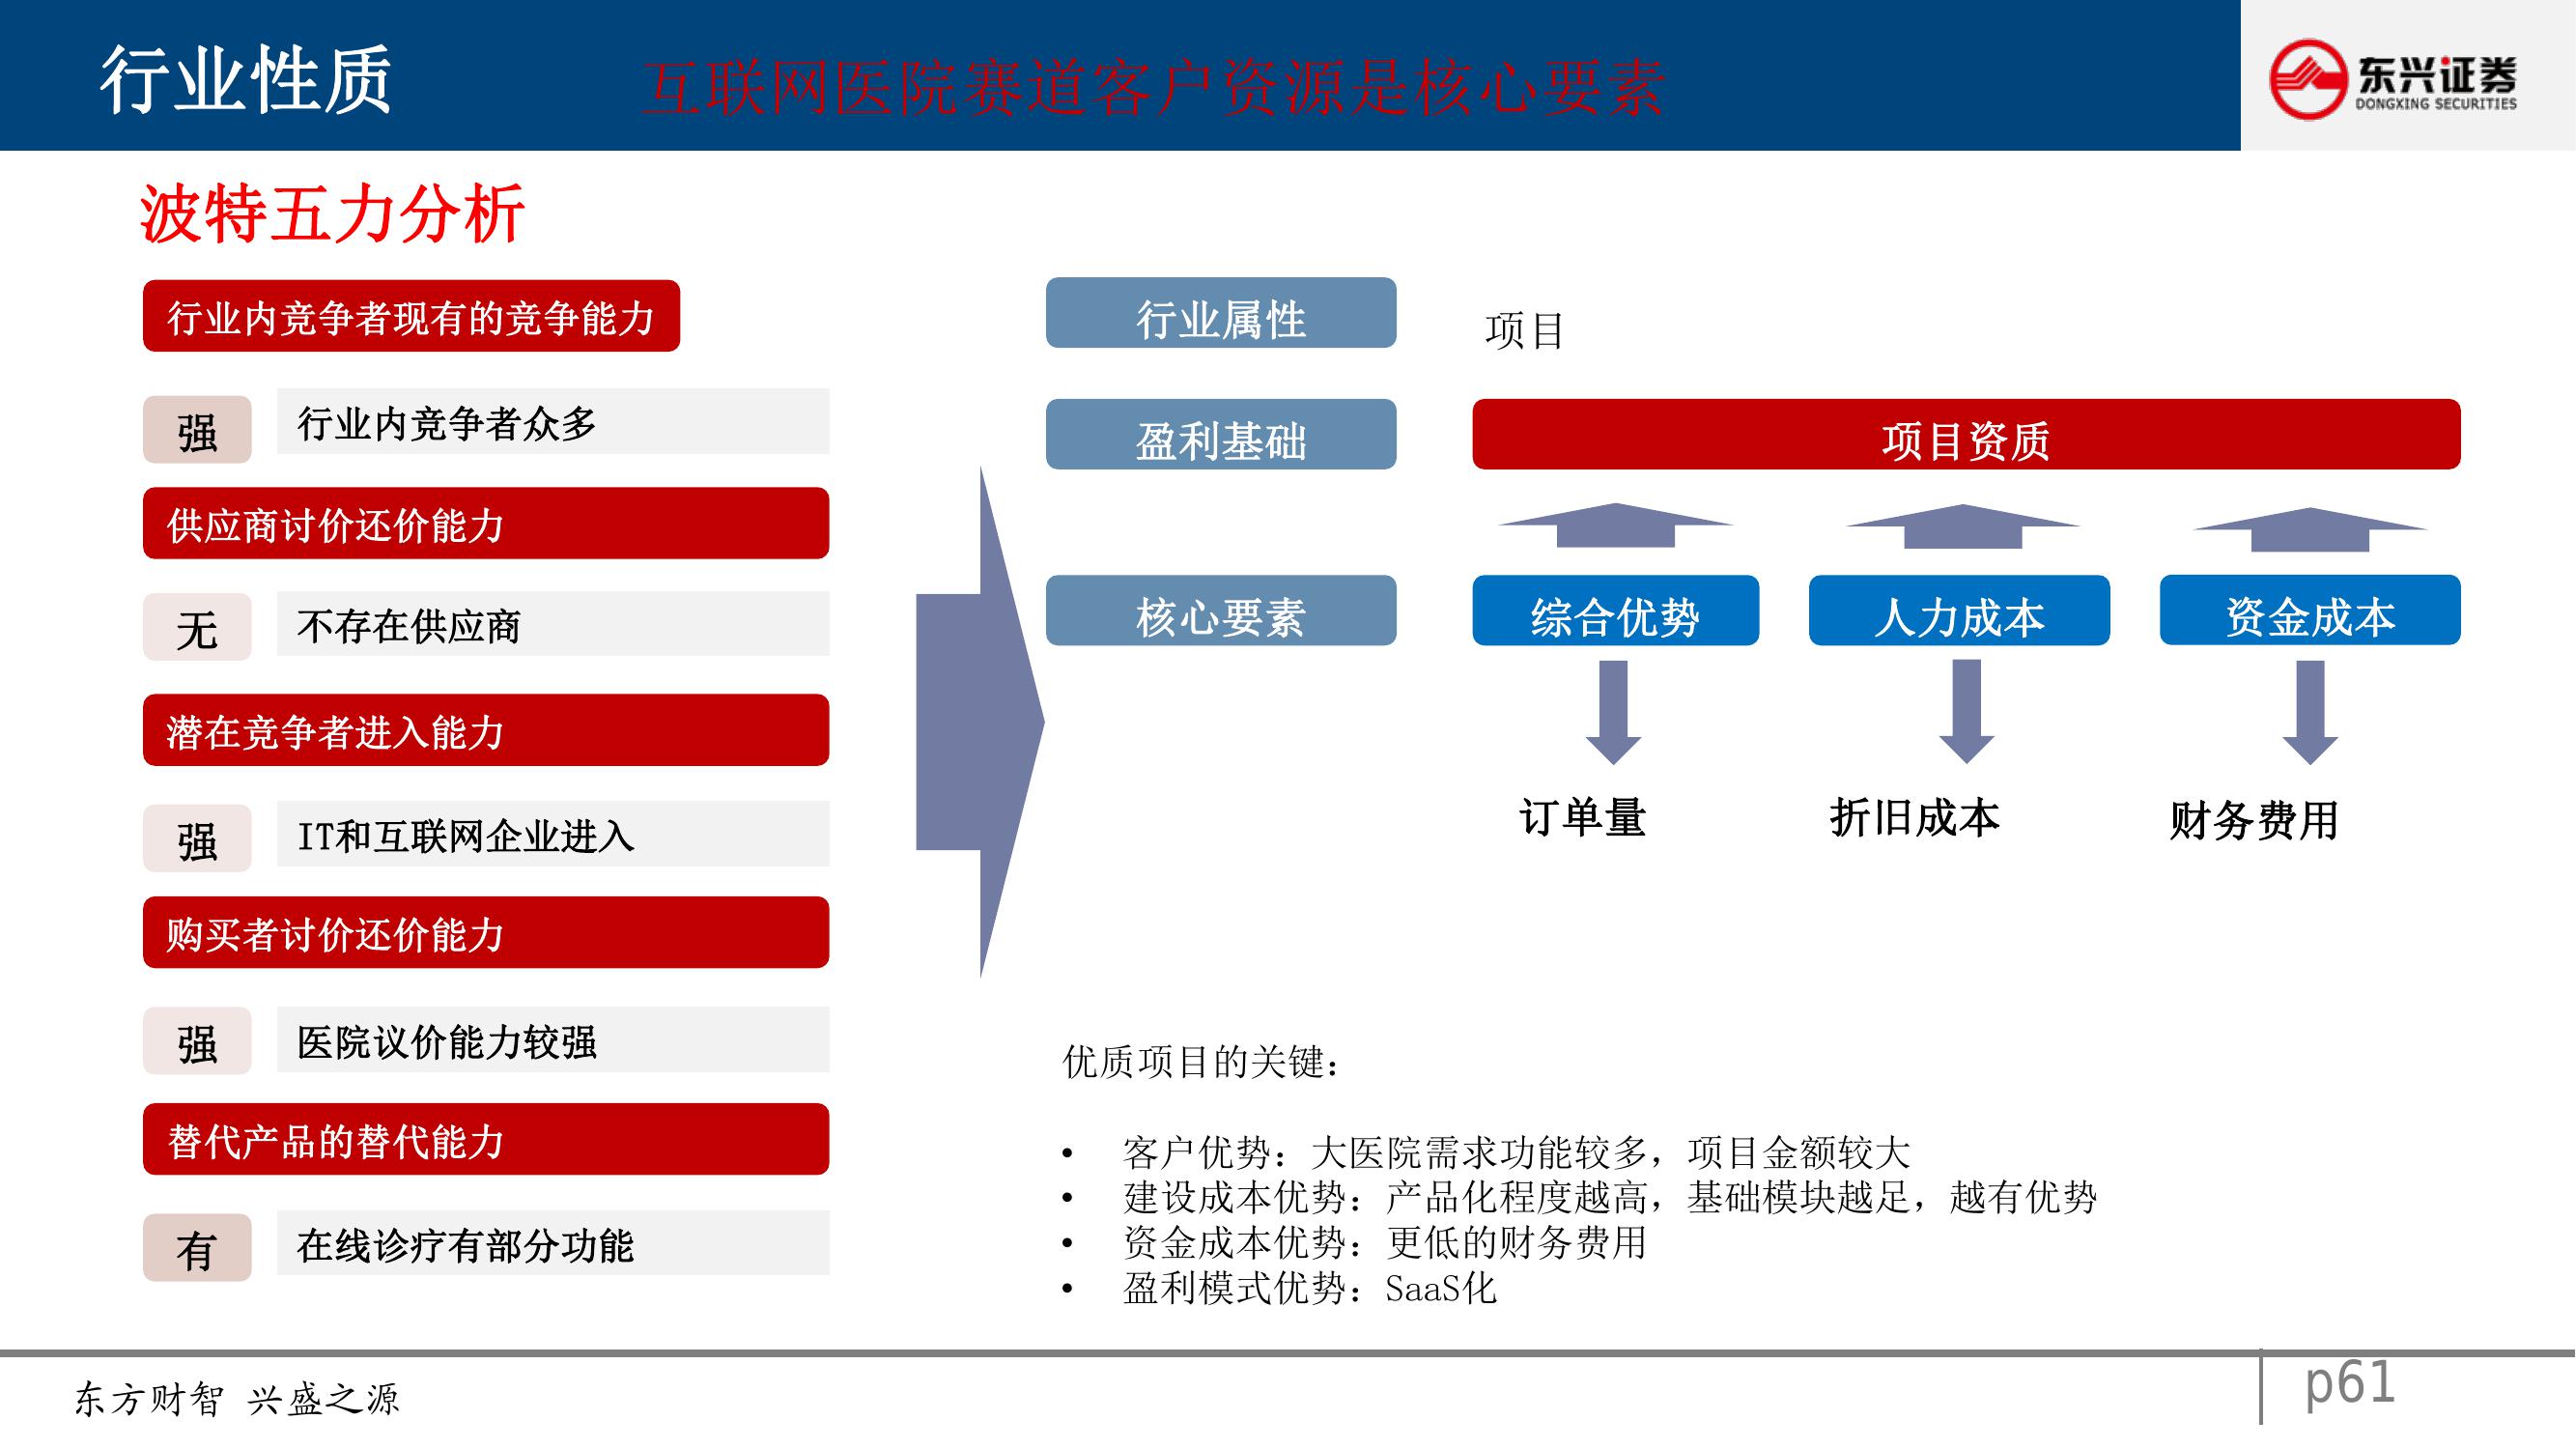 行业性质
互联网医院赛道客户资源是核心要素
东兴证券
DONGXING SECURITIES
波特五力分析
行业内竞争者现有的竞争能力
强
行业内竞争者众多
供应商讨价还价能力
无
不存在供应商
潜在竞争者进入能力
强
IT和互联网企业进入
购买者讨价还价能力
强
医院议价能力较强
替代产品的替代能力
有
在线诊疗有部分功能
行业属性
项目
盈利基础
项目资质
核心要素
综合优势
人力成本
资金成本
订单量
折旧成本
财务费用
优质项目的关键：
• 客户优势：大医院需求功能较多，项目金额较大
• 建设成本优势：产品化程度越高，基础模块越足，越有优势
• 资金成本优势：更低的财务费用
• 盈利模式优势：SaaS化
东方财智 兴盛之源
p61